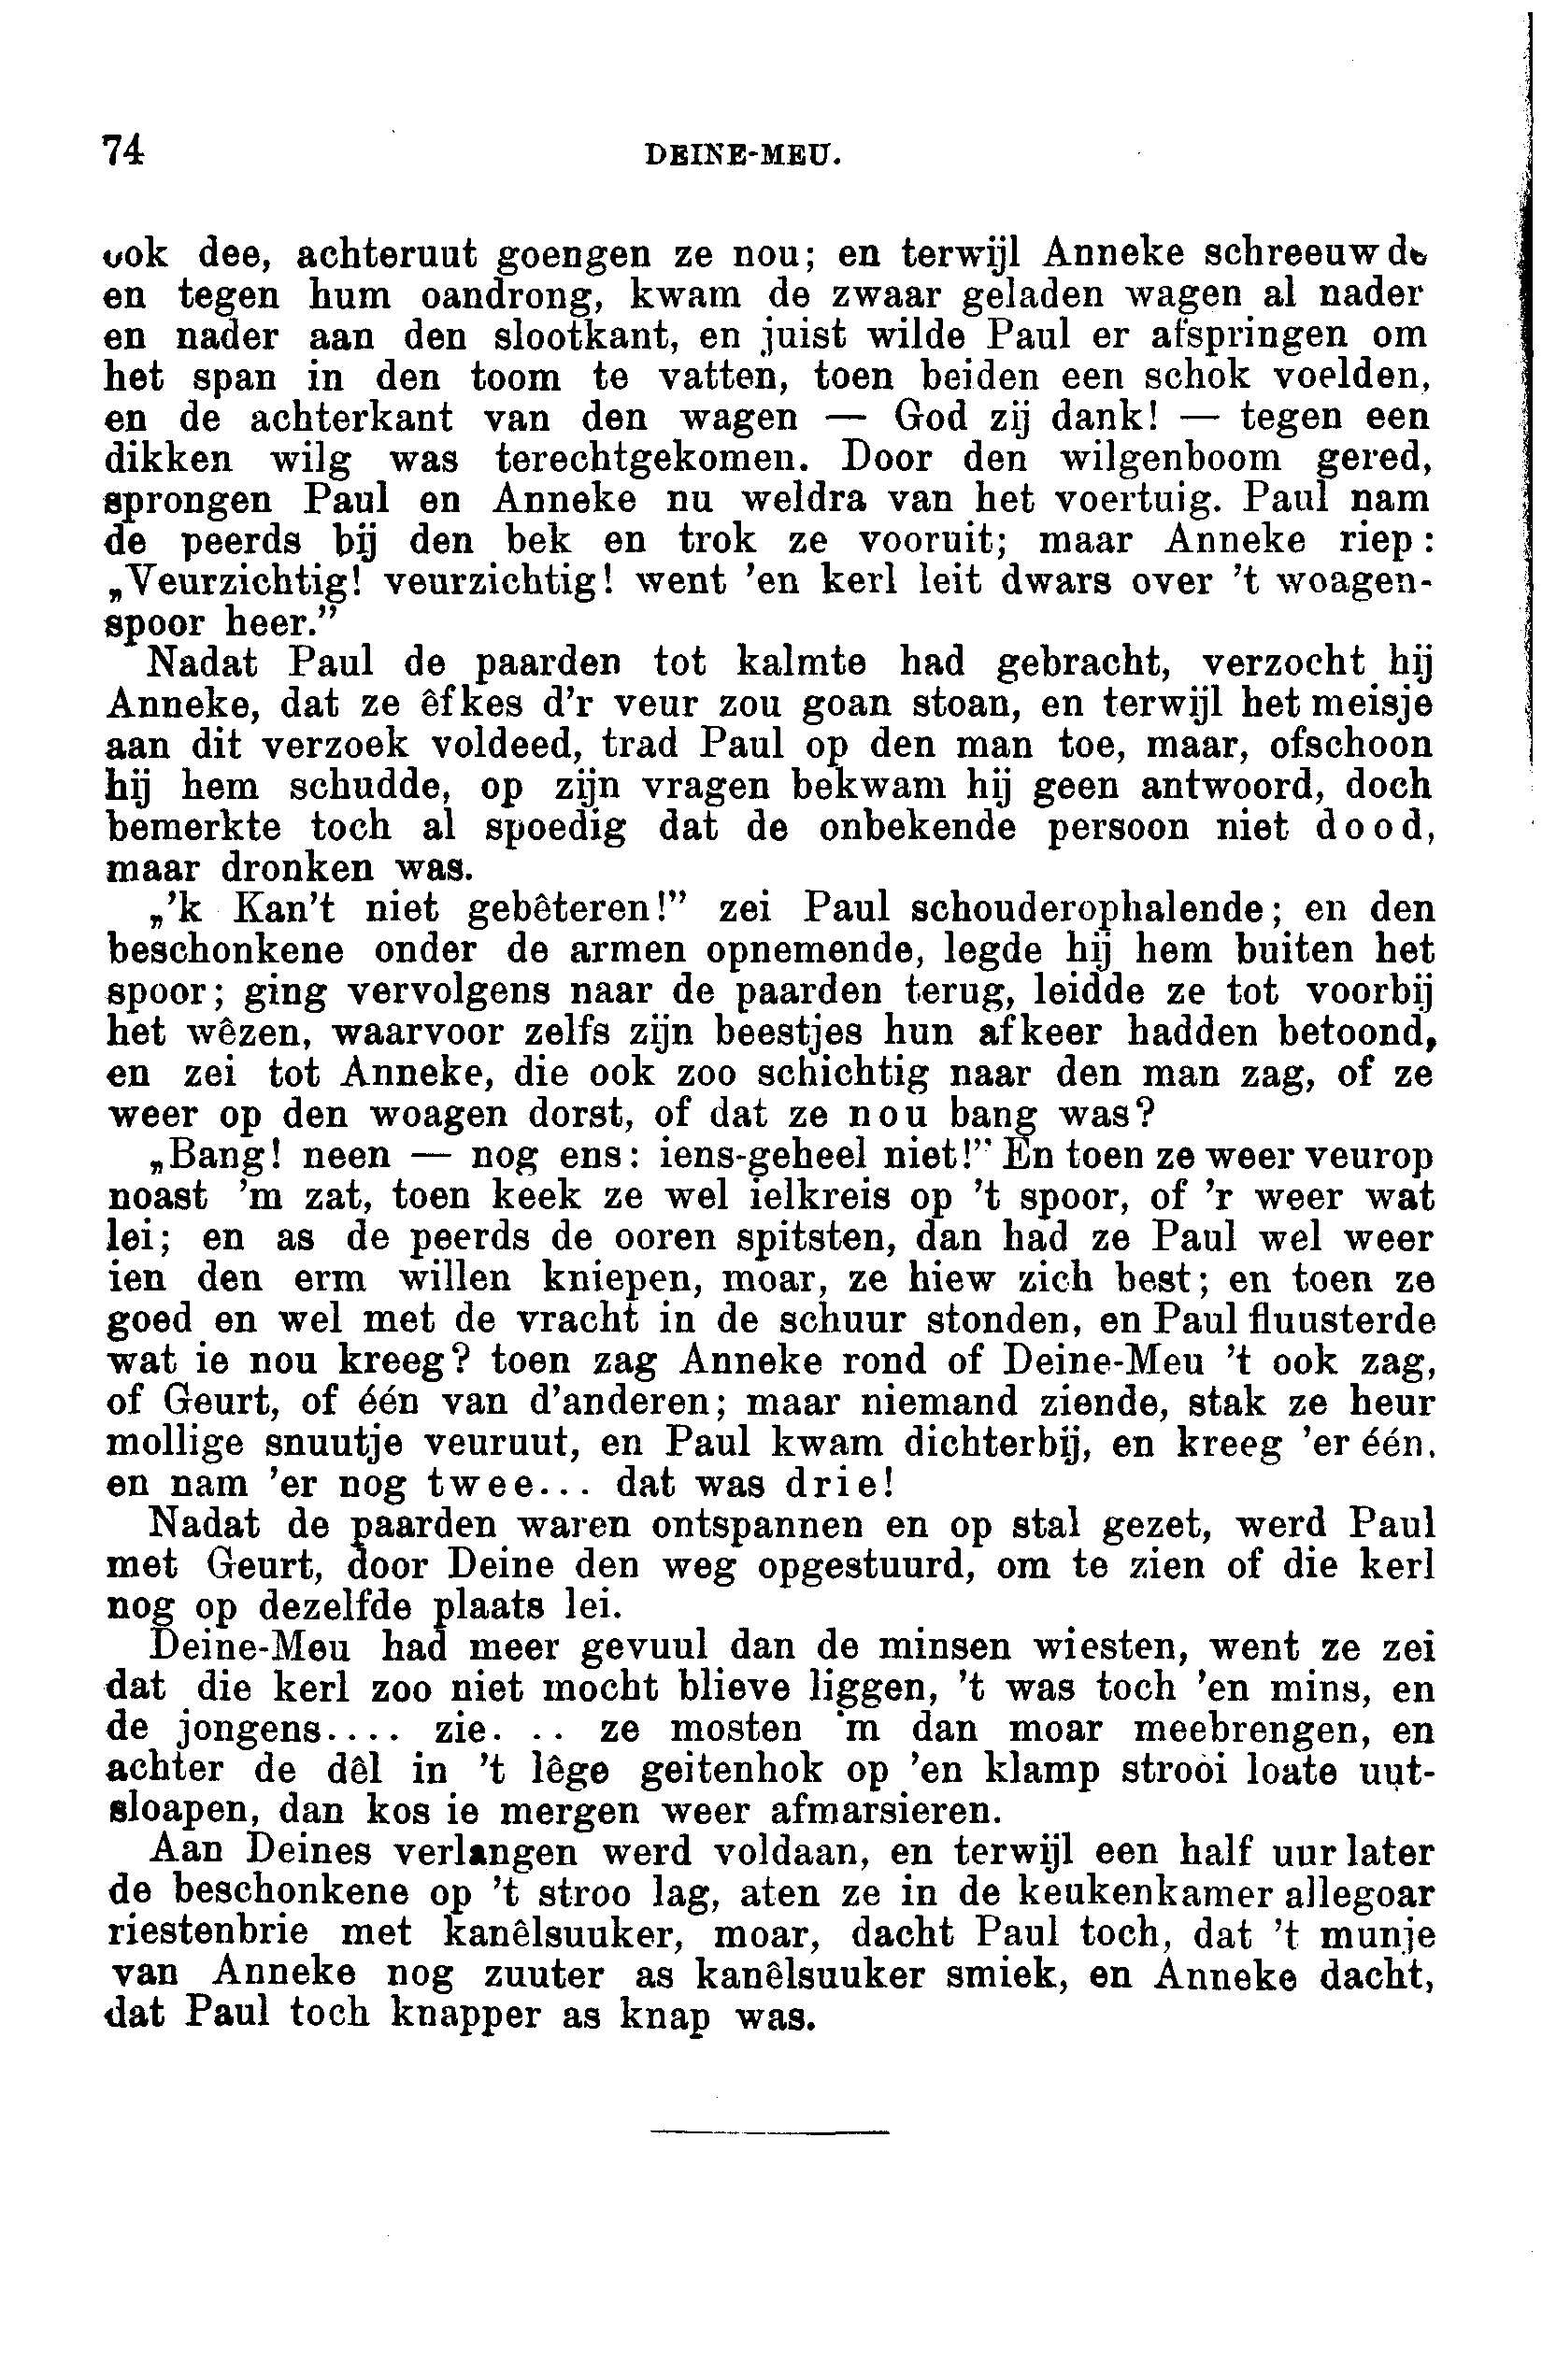 74 DEINE-MEU.
ook dee, achteruut goengen ze nou; en terwijl Anneke schreeuwde
en tegen hum oandrong, kwam de zwaar geladen wagen al nader
en nader aan den slootkant, en juist wilde Paul er afspringen om
het span in den toom te vatten, toen beiden een schok voelden,
en de achterkant van den wagen — God zij dank! — tegen een
dikken wilg was terechtgekomen. Door den wilgenboom gered,
sprongen Paul en Anneke nu weldra van het voertuig. Paul nam
de peerds bij den bek en trok ze vooruit; maar Anneke riep:
„Veurzichtig! veurzichtig! went 'en kerl leit dwars over 't woagen-
spoor heer.”
Nadat Paul de paarden tot kalmte had gebracht, verzocht hij
Anneke, dat ze êfkes d'r veur zou goan stoan, en terwijl het meisje
aan dit verzoek voldeed, trad Paul op den man toe, maar, ofschoon
hij hem schudde, op zijn vragen bekwam hij geen antwoord, doch
bemerkte toch al spoedig dat de onbekende persoon niet dood,
maar dronken was.
„'k Kan't niet gebêteren!” zei Paul schouderophalende; en den
beschonkene onder de armen opnemende, legde hij hem buiten het
spoor; ging vervolgens naar de paarden terug, leidde ze tot voorbij
het wêzen, waarvoor zelfs zijn beestjes hun afkeer hadden betoond,
en zei tot Anneke, die ook zoo schichtig naar den man zag, of ze
weer op den woagen dorst, of dat ze nou bang was?
„Bang! neen — nog ens: iens-geheel niet!” En toen ze weer veurop
noast 'm zat, toen keek ze wel ielkreis op 't spoor, of 'r weer wat
lei; en as de peerds de ooren spitsten, dan had ze Paul wel weer
ien den erm willen kniepen, moar, ze hiew zich best; en toen ze
goed en wel met de vracht in de schuur stonden, en Paul fluusterde
wat ie nou kreeg? toen zag Anneke rond of Deine-Meu 't ook zag,
of Geurt, of één van d'anderen; maar niemand ziende, stak ze heur
mollige snuutje veuruut, en Paul kwam dichterbij, en kreeg 'er één,
en nam 'er nog twee... dat was drie!
Nadat de paarden waren ontspannen en op stal gezet, werd Paul
met Geurt, door Deine den weg opgestuurd, om te zien of die kerl
nog op dezelfde plaats lei.
Deine-Meu had meer gevuul dan de minsen wiesten, went ze zei
dat die kerl zoo niet mocht blieve liggen, 't was toch 'en mins, en
de jongens.... zie. .. ze mosten 'm dan moar meebrengen, en
achter de dêl in 't lêge geitenhok op 'en klamp strooi loate uut-
sloapen, dan kos ie mergen weer afmarsieren.
Aan Deines verlangen werd voldaan, en terwijl een half uur later
de beschonkene op 't stroo lag, aten ze in de keukenkamer allegoar
riestenbrie met kanêlsuuker, moar, dacht Paul toch, dat 't munje
van Anneke nog zuuter as kanêlsuuker smiek, en Anneke dacht,
dat Paul toch knapper as knap was.